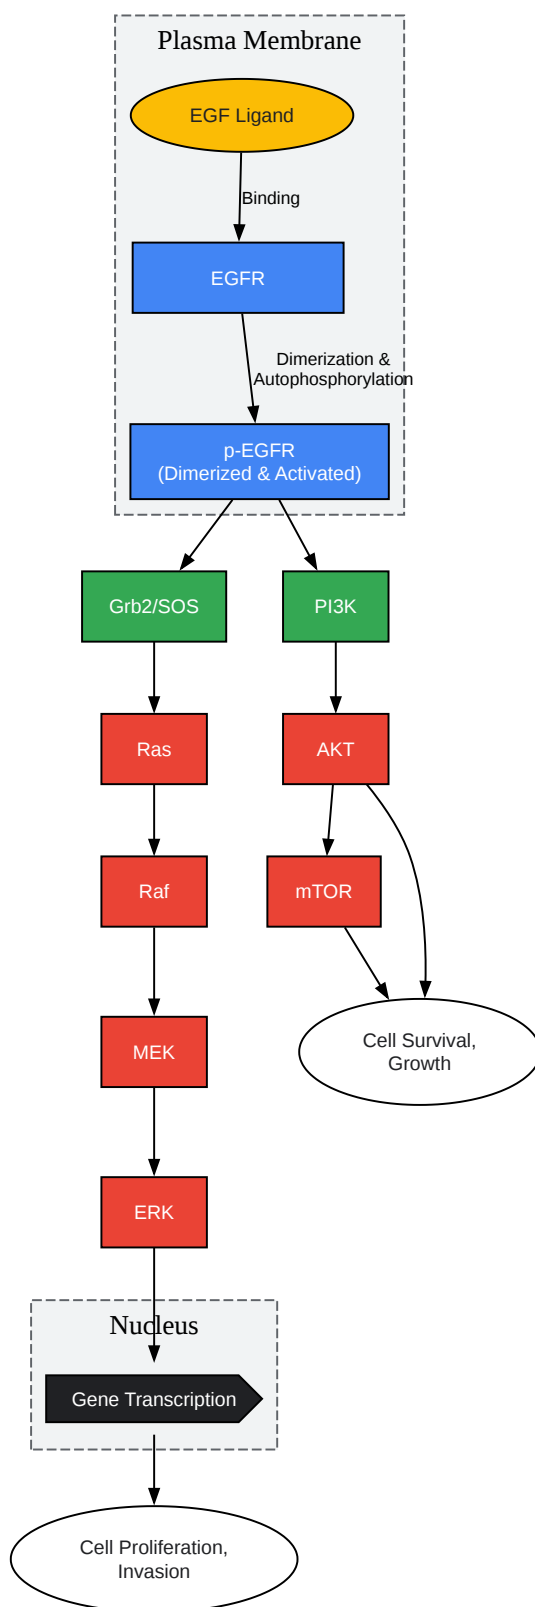 Plasma Membrane
EGF Ligand
Binding
EGFR
Dimerization &
Autophosphorylation
p-EGFR
(Dimerized & Activated)
Grb2/SOS
PI3K
Ras
AKT
Raf
mTOR
MEK
Cell Survival,
Growth
ERK
Nucleus
Gene Transcription
Cell Proliferation,
Invasion